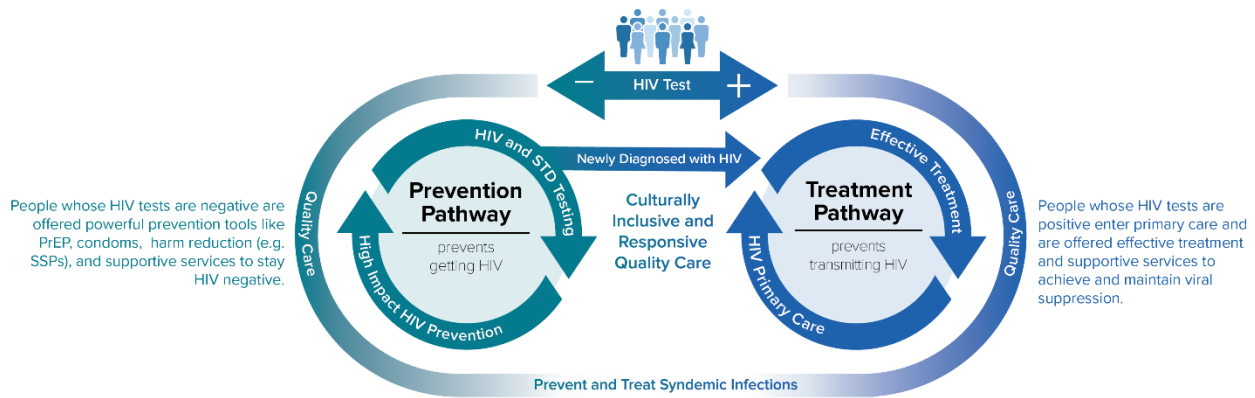 − HIV Test +
HIV and STD Testing
Newly Diagnosed with HIV
Effective Treatment
Quality Care
Prevention
Pathway
prevents
getting HIV
High Impact HIV Prevention
Culturally
Inclusive and
Responsive
Quality Care
Treatment
Pathway
prevents
transmitting HIV
HIV Primary Care
Quality Care
People whose HIV tests are negative are
offered powerful prevention tools like
PrEP, condoms, harm reduction (e.g.
SSPs), and supportive services to stay
HIV negative.
People whose HIV tests are
positive enter primary care and
are offered effective treatment
and supportive services to
achieve and maintain viral
suppression.
Prevent and Treat Syndemic Infections